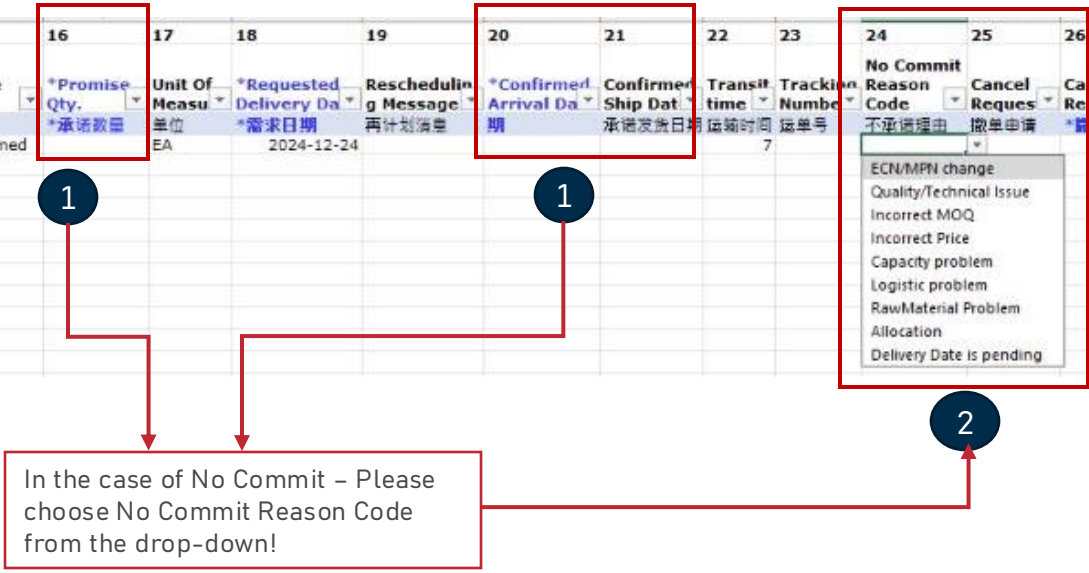 16 17 18 19 20 21 22 23 24 25 26
No Commit
*Promise Unit Of *Requested Reschedulin *Confirmed Confirmed Transit Tracking Reason Cancel Ca
Qty. Measu Delivery Da g Message Arrival Da Ship Dat time Numbe Code Reques Re
*承诺数量 单位 *需求日期 再计划消息 期 承诺发货日期 运输时间 运单号 不承诺理由 撤单申请
ned EA 2024-12-24 7
ECN/MPN change
Quality/Technical Issue
Incorrect MOQ
Incorrect Price
Capacity problem
Logistic problem
RawMaterial Problem
Allocation
Delivery Date is pending
1 1
2
In the case of No Commit – Please
choose No Commit Reason Code
from the drop-down!